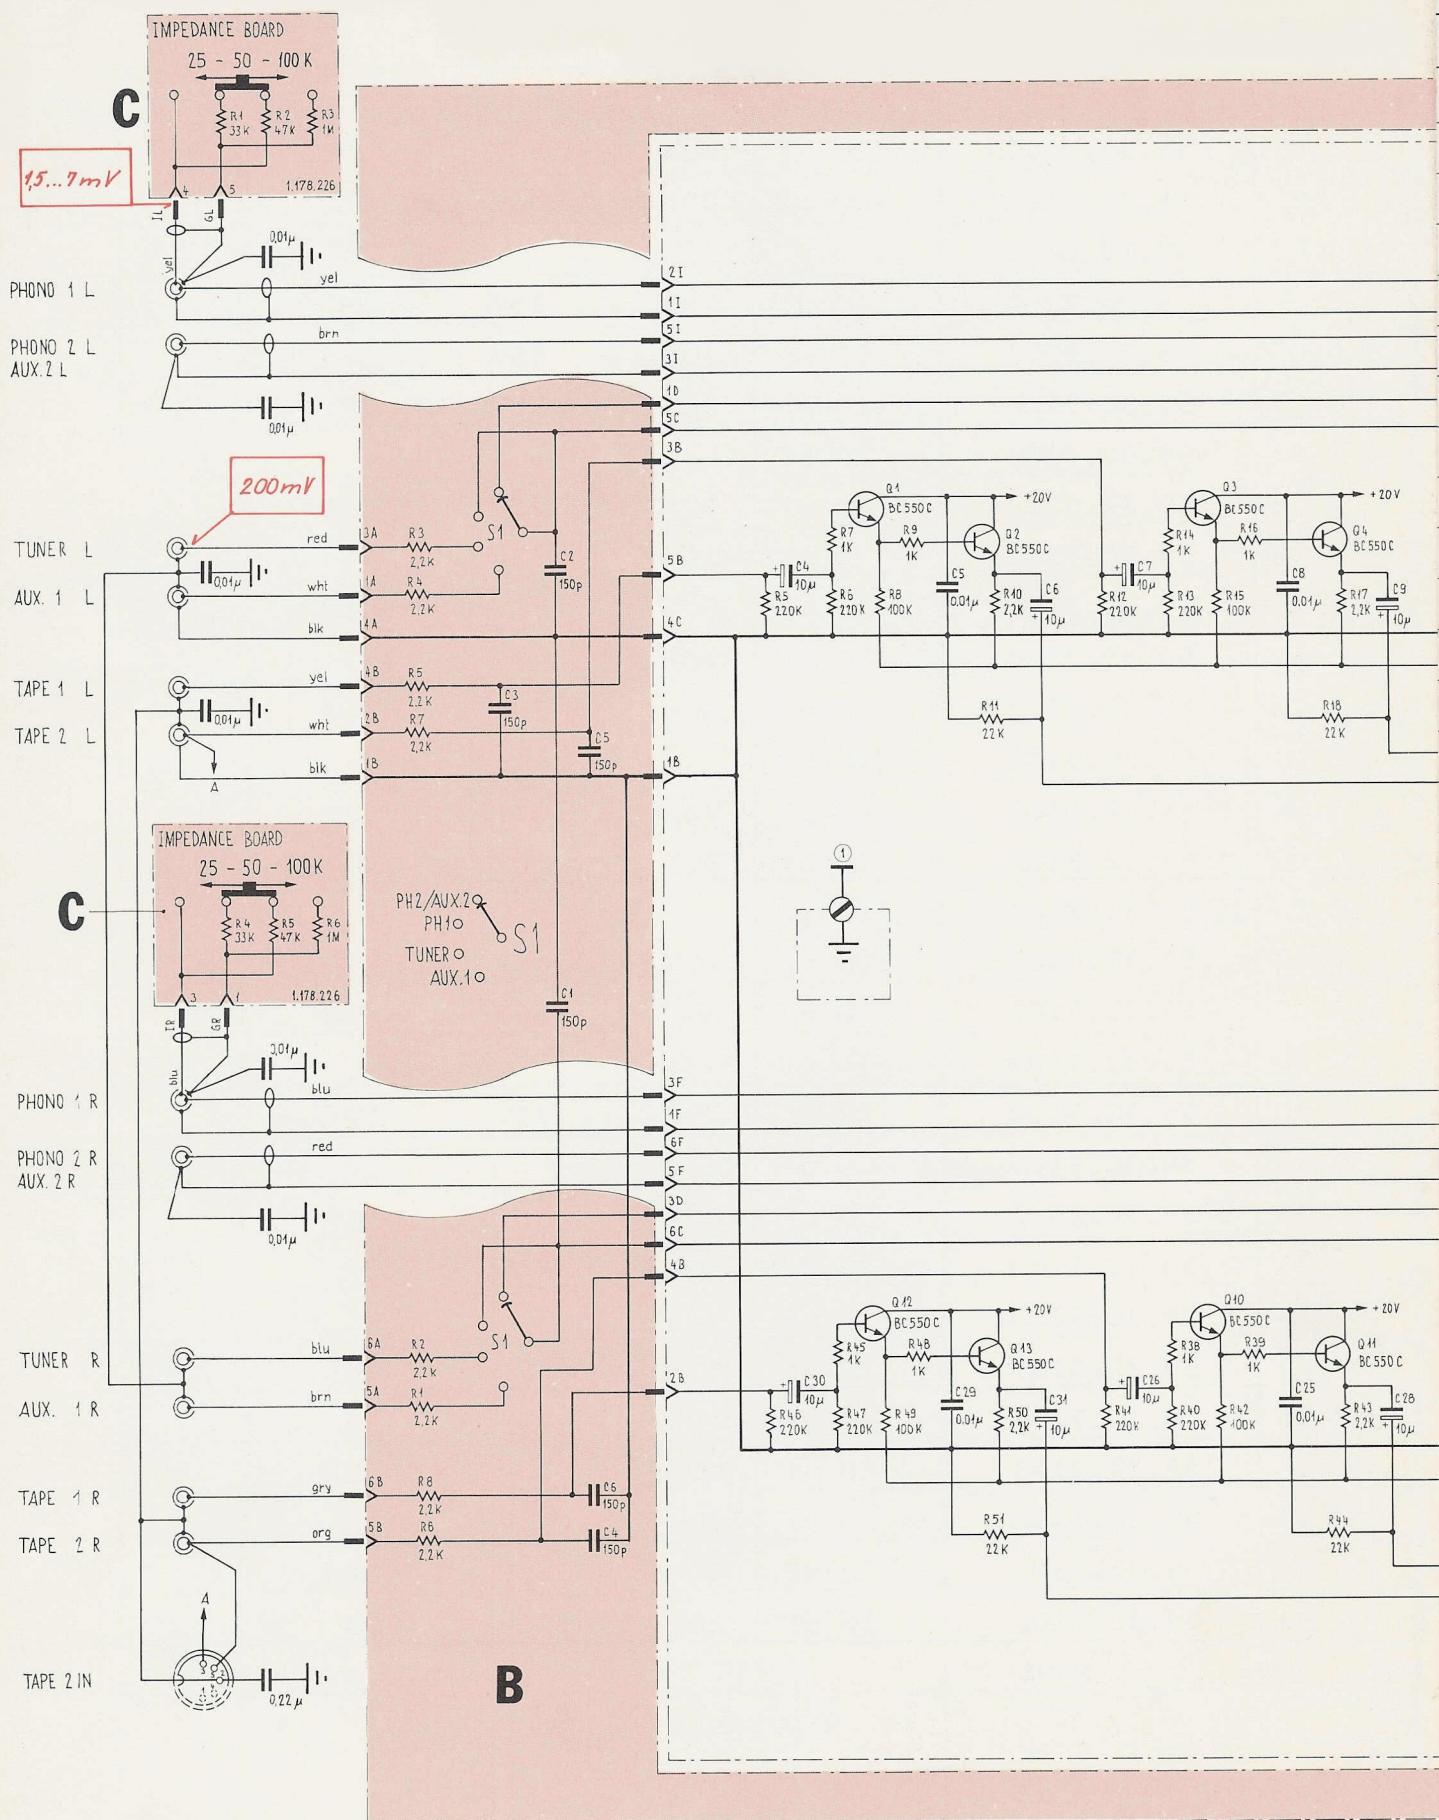 IMPEDANCE BOARD
25 - 50 - 100 K
C
R1 33K
R2 47K
R3 1M
1,5...7mV
4
5
1.178.226
IL
GL
yel
0,01µ
PHONO 1 L
yel
2I
1I
PHONO 2 L
AUX.2 L
brn
5I
3I
0,01µ
1D
5C
3B
200mV
TUNER L
red
3A
R3
2,2K
S1
0,01µ
C2
150p
AUX. 1 L
wht
1A
R4
2,2K
blk
4A
4C
5B
Q1
BC550C
R7
1K
R9
1K
Q2
BC550C
+20V
C4
10µ
R5
220K
R6
220K
R8
100K
C5
0,01µ
R10
2,2K
C6
10µ
R11
22K
Q3
BC550C
R14
1K
R16
1K
Q4
BC550C
+20V
C7
10µ
R12
220K
R13
220K
R15
100K
C8
0,01µ
R17
2,2K
C9
10µ
R18
22K
TAPE 1 L
yel
4B
R5
2,2K
0,01µ
C3
150p
TAPE 2 L
wht
2B
R7
2,2K
C5
150p
A
blk
1B
1B
IMPEDANCE BOARD
25 - 50 - 100K
C
R4 33K
R5 47K
R6 1M
3
1
1.178.226
IR
GR
PH2/AUX.2
PH1
S1
TUNER
AUX.1
C1
150p
1
blu
0,01µ
PHONO 1 R
blu
3F
1F
PHONO 2 R
AUX. 2 R
red
6F
5F
0,01µ
3D
6C
4B
TUNER R
blu
6A
R2
2,2K
S1
AUX. 1 R
brn
5A
R1
2,2K
2B
Q12
BC550C
R45
1K
R48
1K
Q13
BC550C
+20V
C30
10µ
R46
220K
R47
220K
R49
100K
C29
0,01µ
R50
2,2K
C31
10µ
R51
22K
Q10
BC550C
R38
1K
R39
1K
Q11
BC550C
+20V
C26
10µ
R41
220K
R40
220K
R42
100K
C25
0,01µ
R43
2,2K
C28
10µ
R44
22K
TAPE 1 R
gry
6B
R8
2,2K
C6
150p
TAPE 2 R
org
5B
R6
2,2K
C4
150p
A
TAPE 2 IN
0,22µ
B